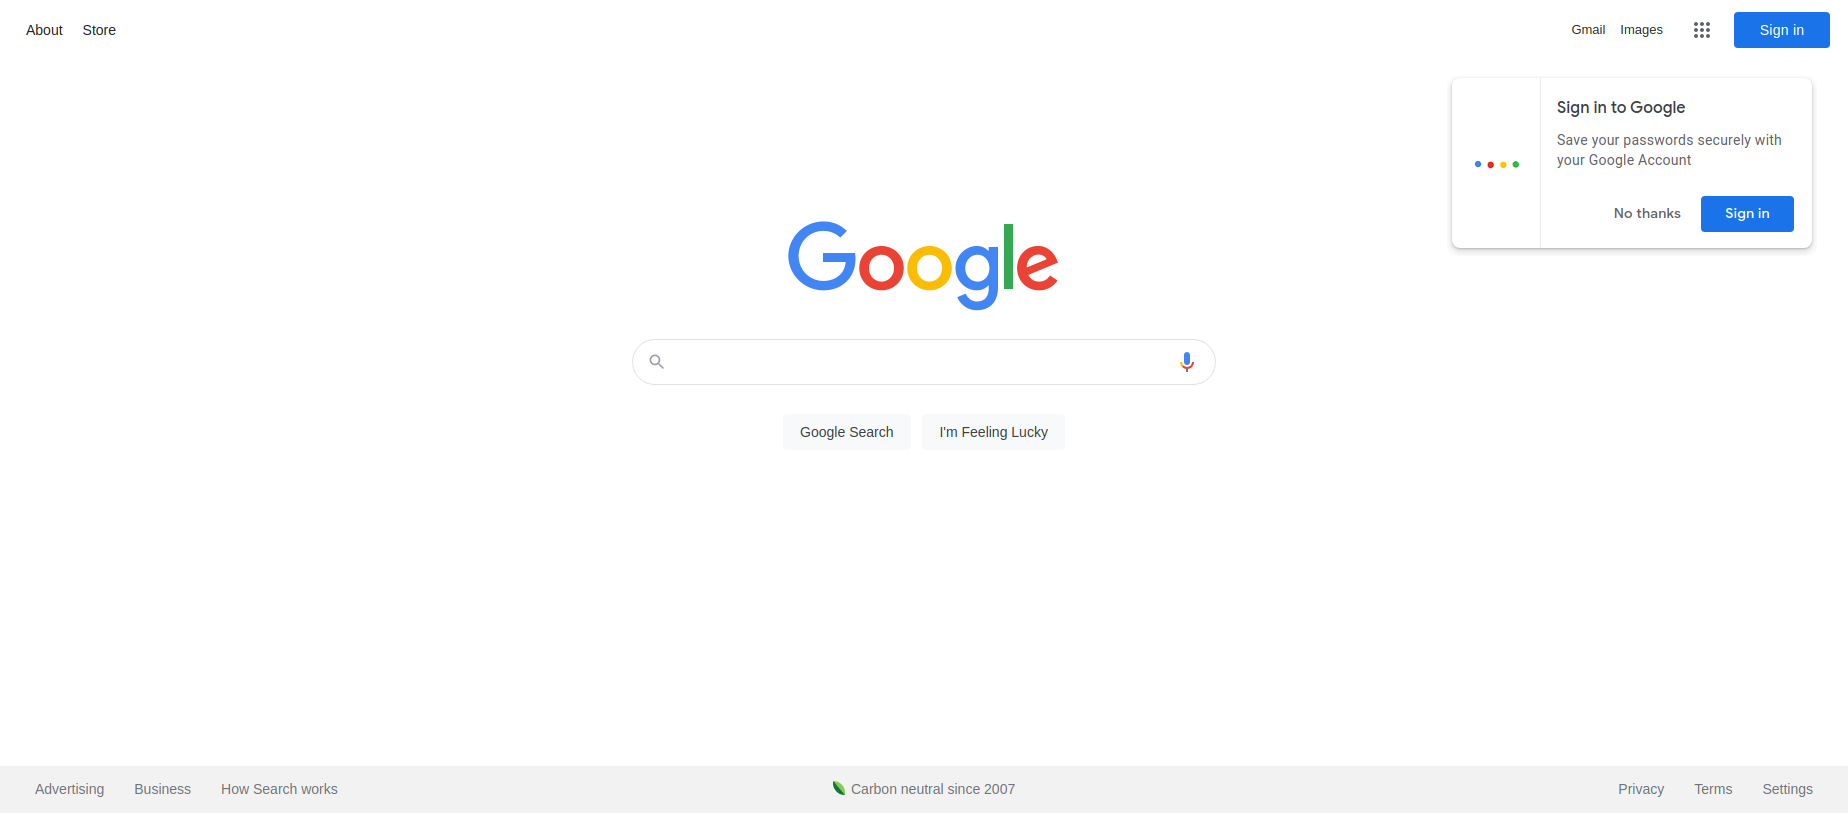 About Store
Gmail Images Sign in
Sign in to Google
Save your passwords securely with
your Google Account
No thanks Sign in
Google
Google Search I'm Feeling Lucky
Advertising Business How Search works Carbon neutral since 2007 Privacy Terms Settings